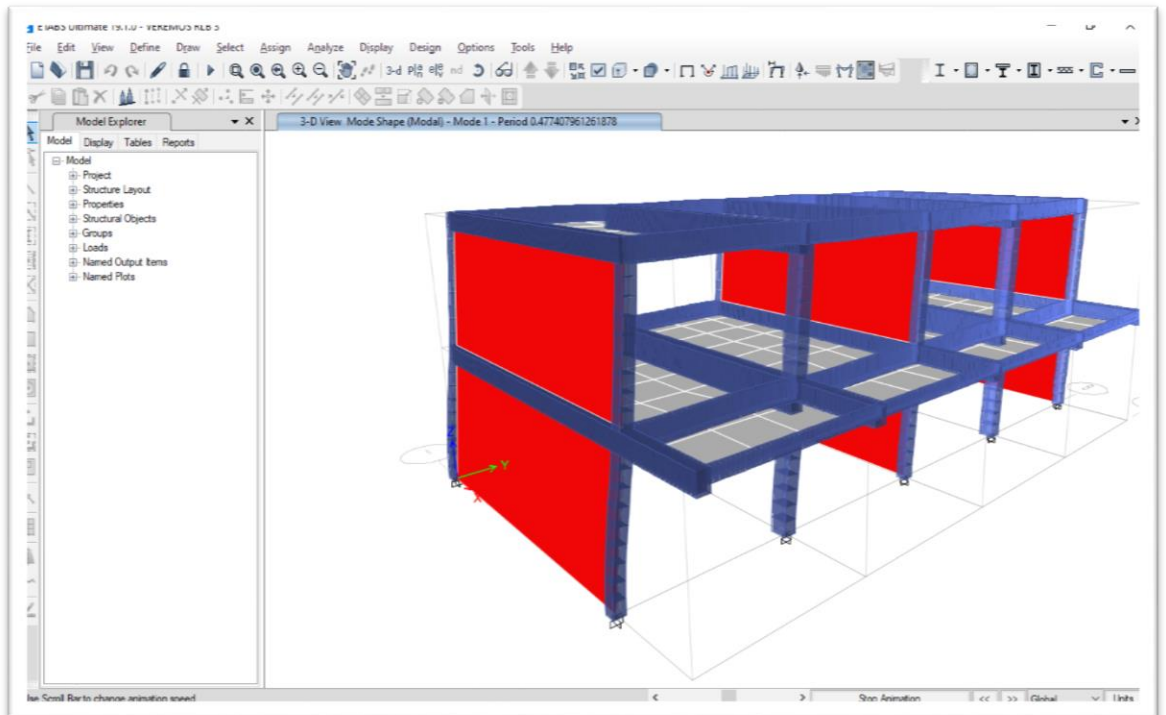 ETABS Ultimate 19.1.0 - VEREMOS RLB 3
File Edit View Define Draw Select Assign Analyze Display Design Options Tools Help
3-d nd
Model Explorer
3-D View Mode Shape (Modal) - Mode 1 - Period 0.477407961261878
Model Display Tables Reports
Model
Project
Structure Layout
Properties
Structural Objects
Groups
Loads
Named Output Items
Named Plots
Z
Y
X
Use Scroll Bar to change animation speed
Stop Animation << >> Global Units